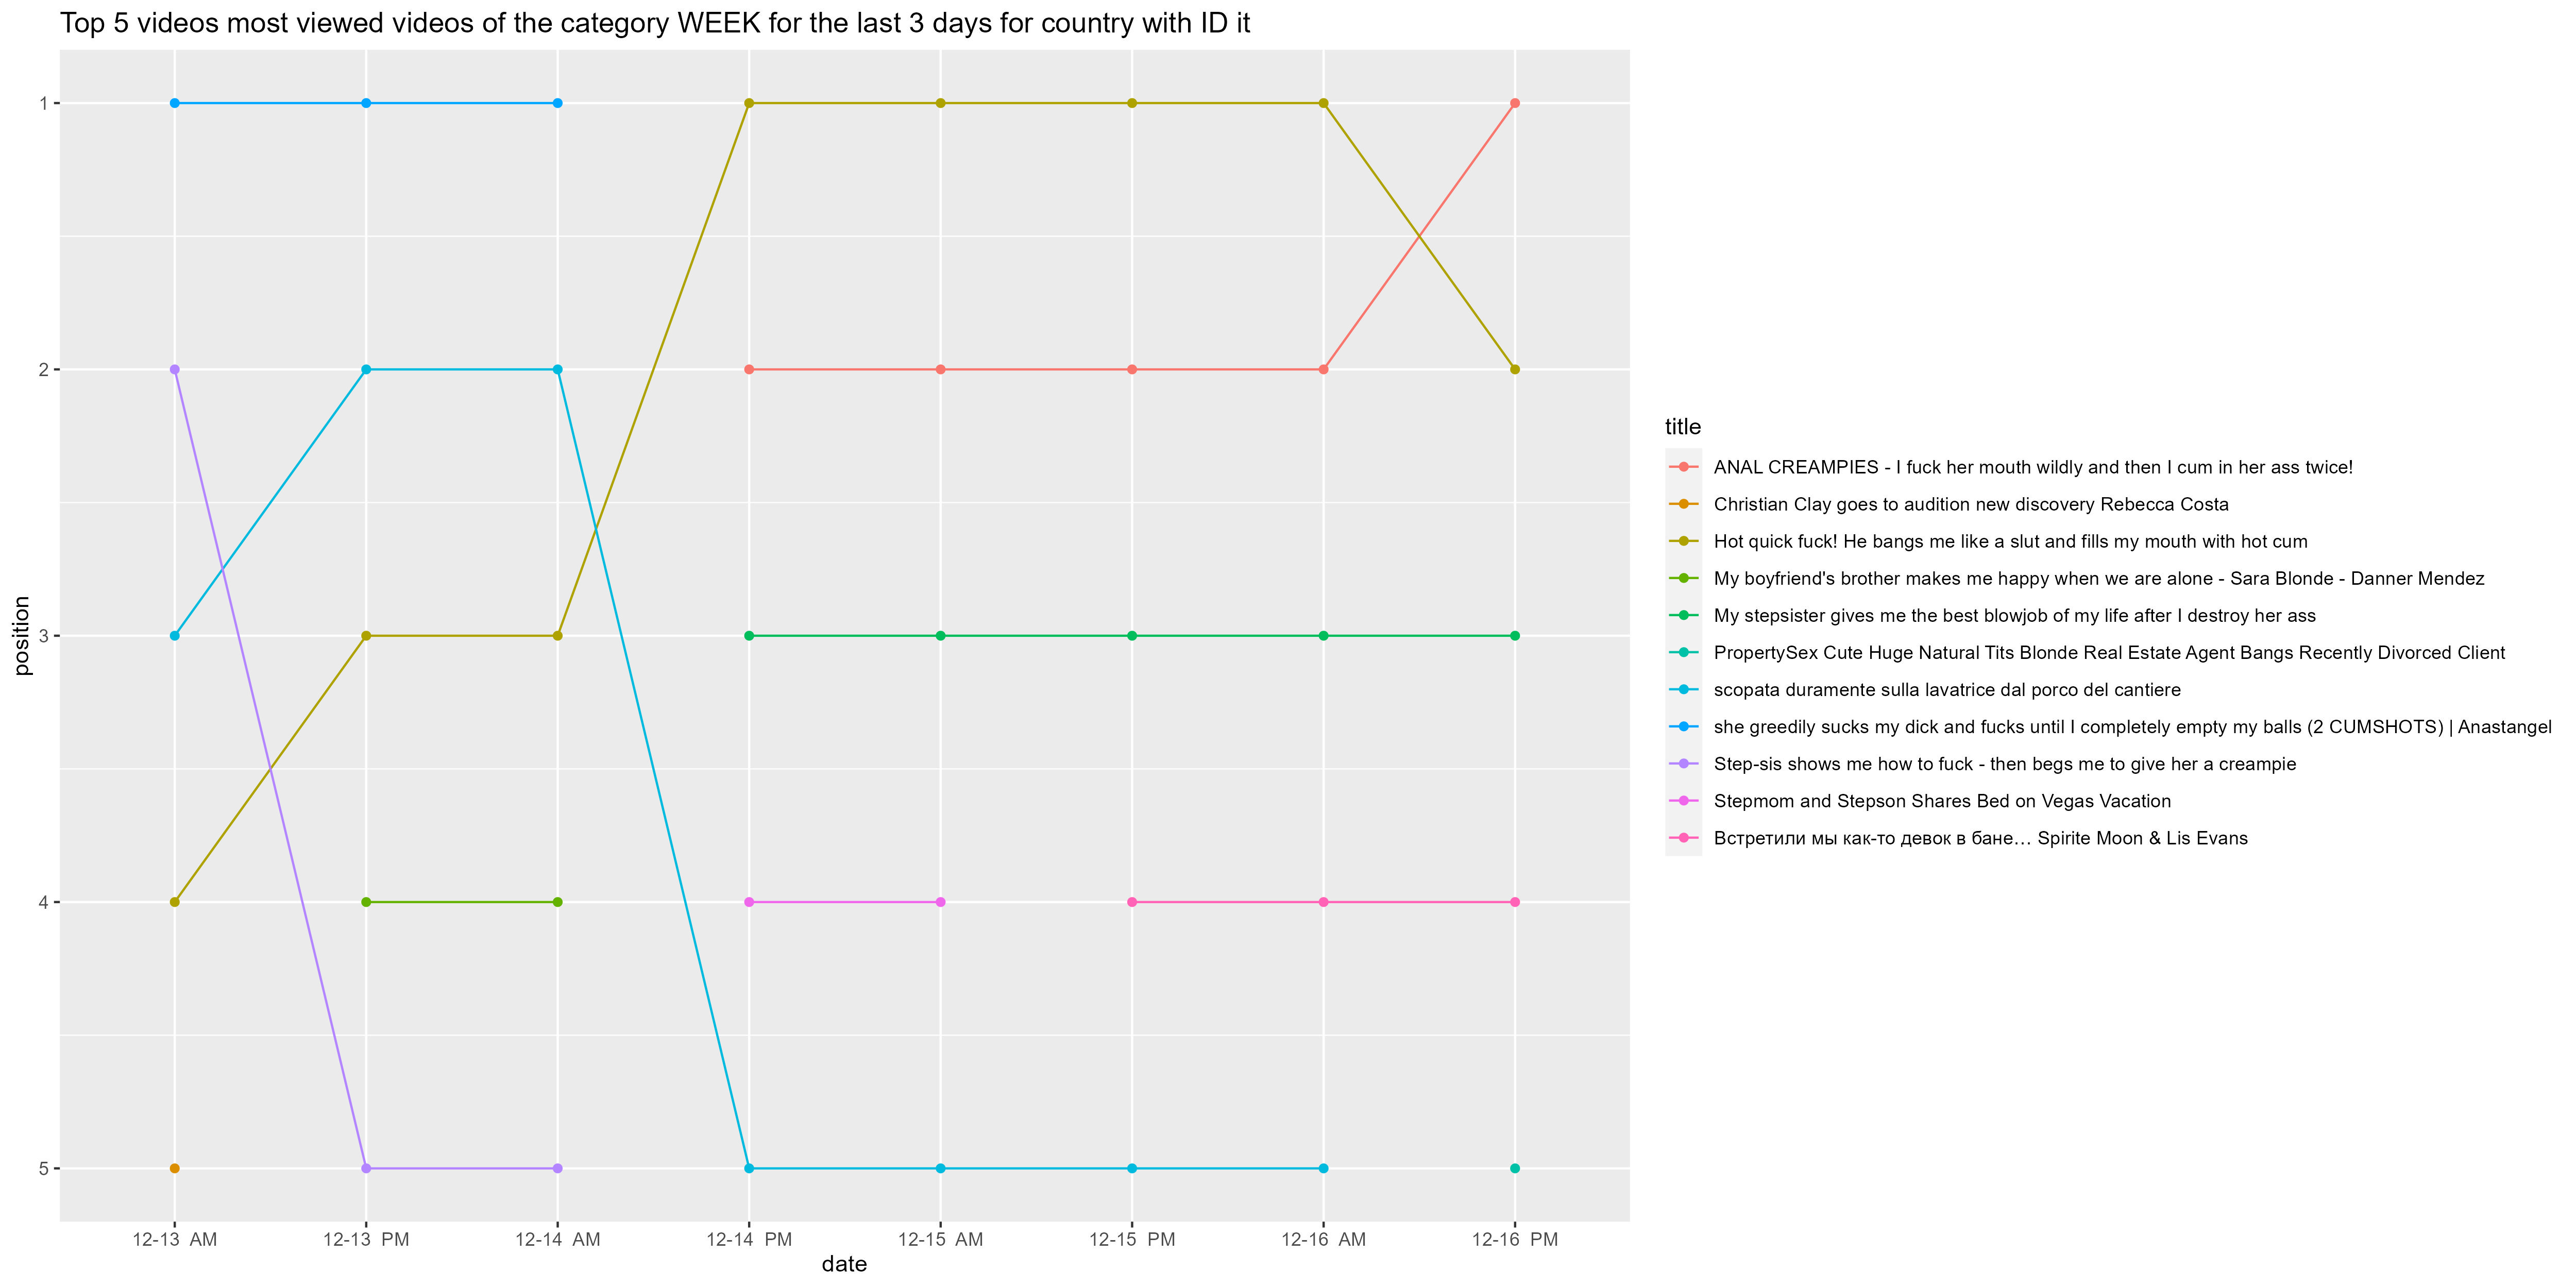 Top 5 videos most viewed videos of the category WEEK for the last 3 days for country with ID it
1
2
3
4
5
position
12-13 AM
12-13 PM
12-14 AM
12-14 PM
12-15 AM
12-15 PM
12-16 AM
12-16 PM
date
title
ANAL CREAMPIES - I fuck her mouth wildly and then I cum in her ass twice!
Christian Clay goes to audition new discovery Rebecca Costa
Hot quick fuck! He bangs me like a slut and fills my mouth with hot cum
My boyfriend's brother makes me happy when we are alone - Sara Blonde - Danner Mendez
My stepsister gives me the best blowjob of my life after I destroy her ass
PropertySex Cute Huge Natural Tits Blonde Real Estate Agent Bangs Recently Divorced Client
scopata duramente sulla lavatrice dal porco del cantiere
she greedily sucks my dick and fucks until I completely empty my balls (2 CUMSHOTS) | Anastangel
Step-sis shows me how to fuck - then begs me to give her a creampie
Stepmom and Stepson Shares Bed on Vegas Vacation
Встретили мы как-то девок в бане… Spirite Moon & Lis Evans